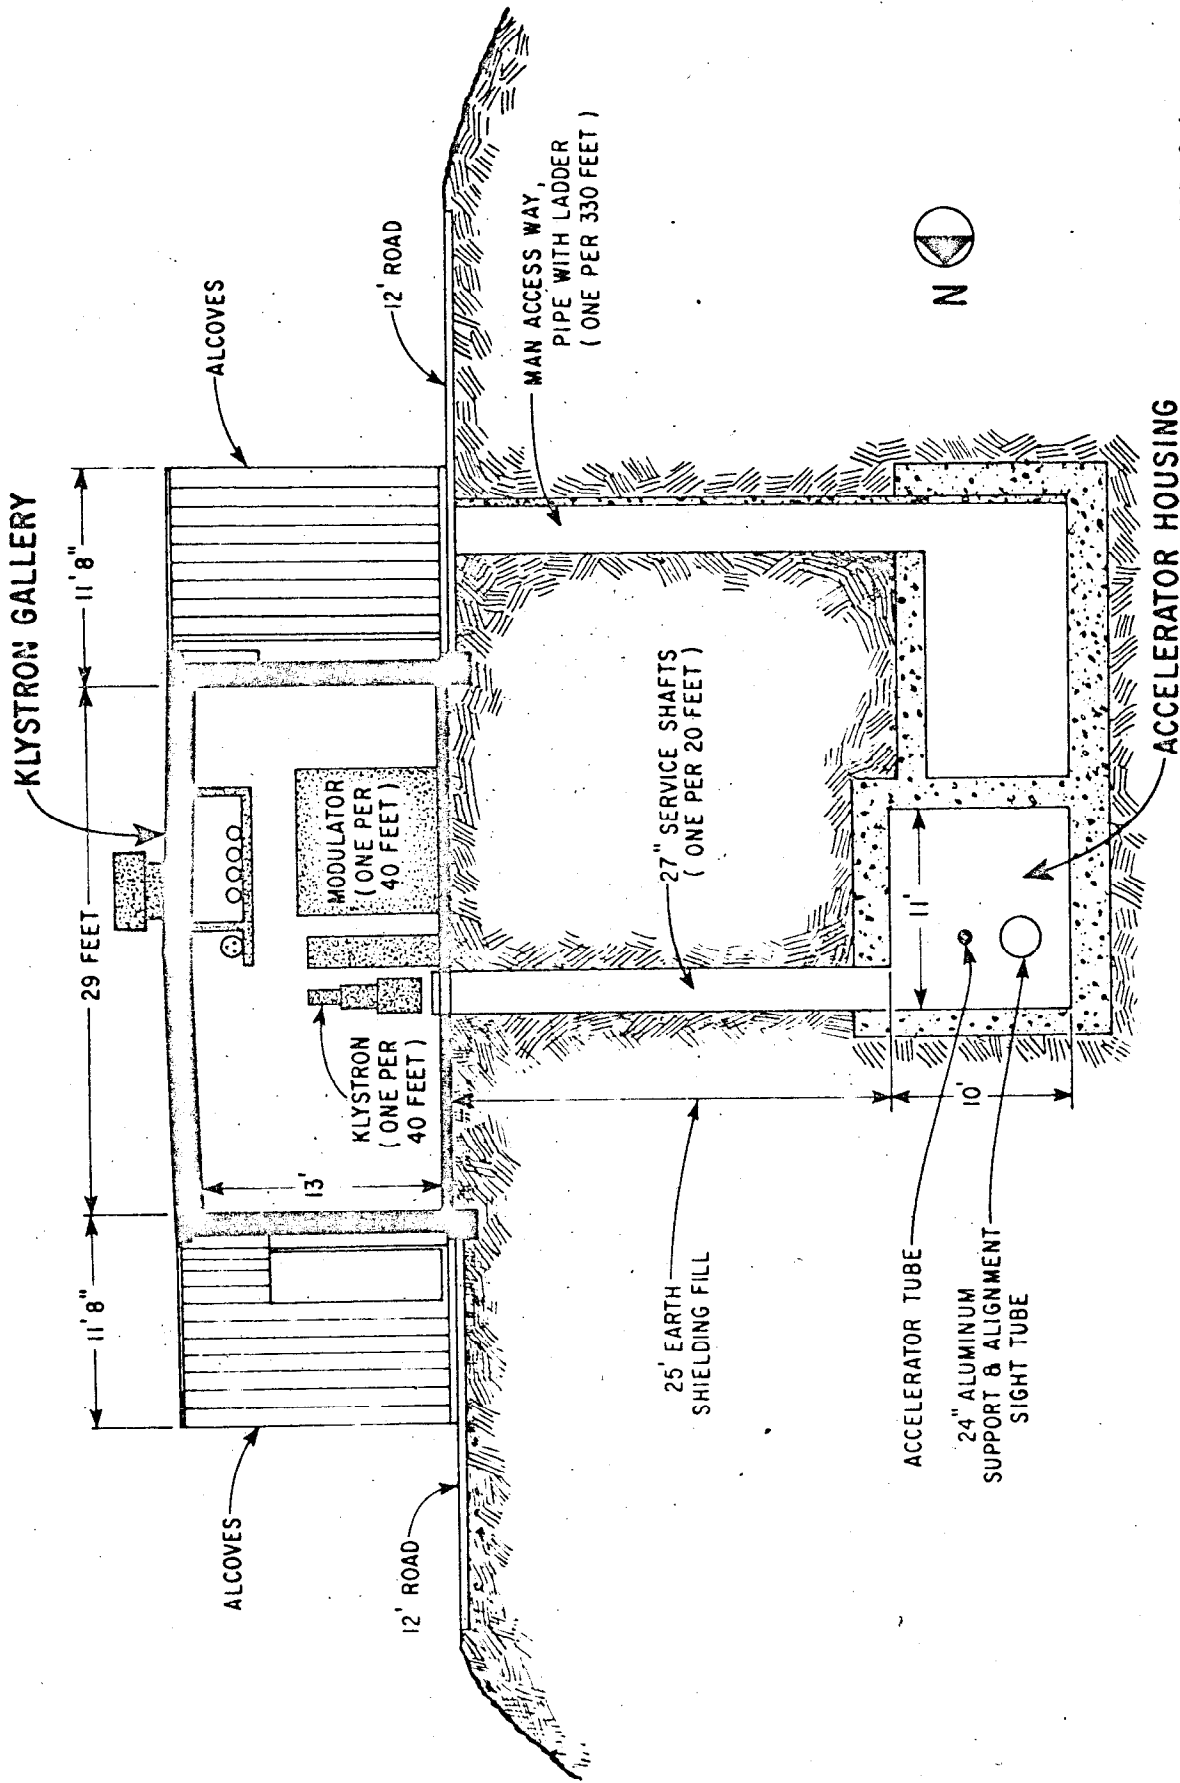 KLYSTRON GALLERY
11'8"
29 FEET
11'8"
ALCOVES
ALCOVES
13'
KLYSTRON
(ONE PER
40 FEET)
MODULATOR
(ONE PER
40 FEET)
12' ROAD
12' ROAD
MAN ACCESS WAY,
PIPE WITH LADDER
(ONE PER 330 FEET)
27" SERVICE SHAFTS
(ONE PER 20 FEET)
25' EARTH
SHIELDING FILL
11'
10'
N
ACCELERATOR TUBE
24" ALUMINUM
SUPPORT & ALIGNMENT
SIGHT TUBE
ACCELERATOR HOUSING